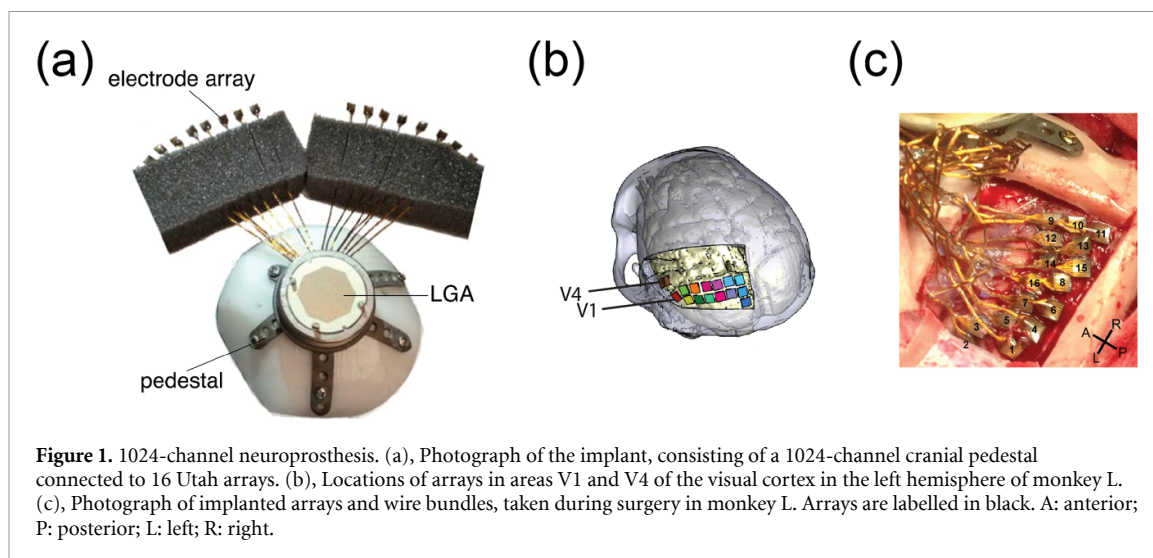 (a)
electrode array
LGA
pedestal
(b)
V4
V1
(c)
9
10
11
12
13
14
15
16
8
7
6
5
3
4
2
1
A
R
L
P
Figure 1. 1024-channel neuroprosthesis. (a), Photograph of the implant, consisting of a 1024-channel cranial pedestal
connected to 16 Utah arrays. (b), Locations of arrays in areas V1 and V4 of the visual cortex in the left hemisphere of monkey L.
(c), Photograph of implanted arrays and wire bundles, taken during surgery in monkey L. Arrays are labelled in black. A: anterior;
P: posterior; L: left; R: right.